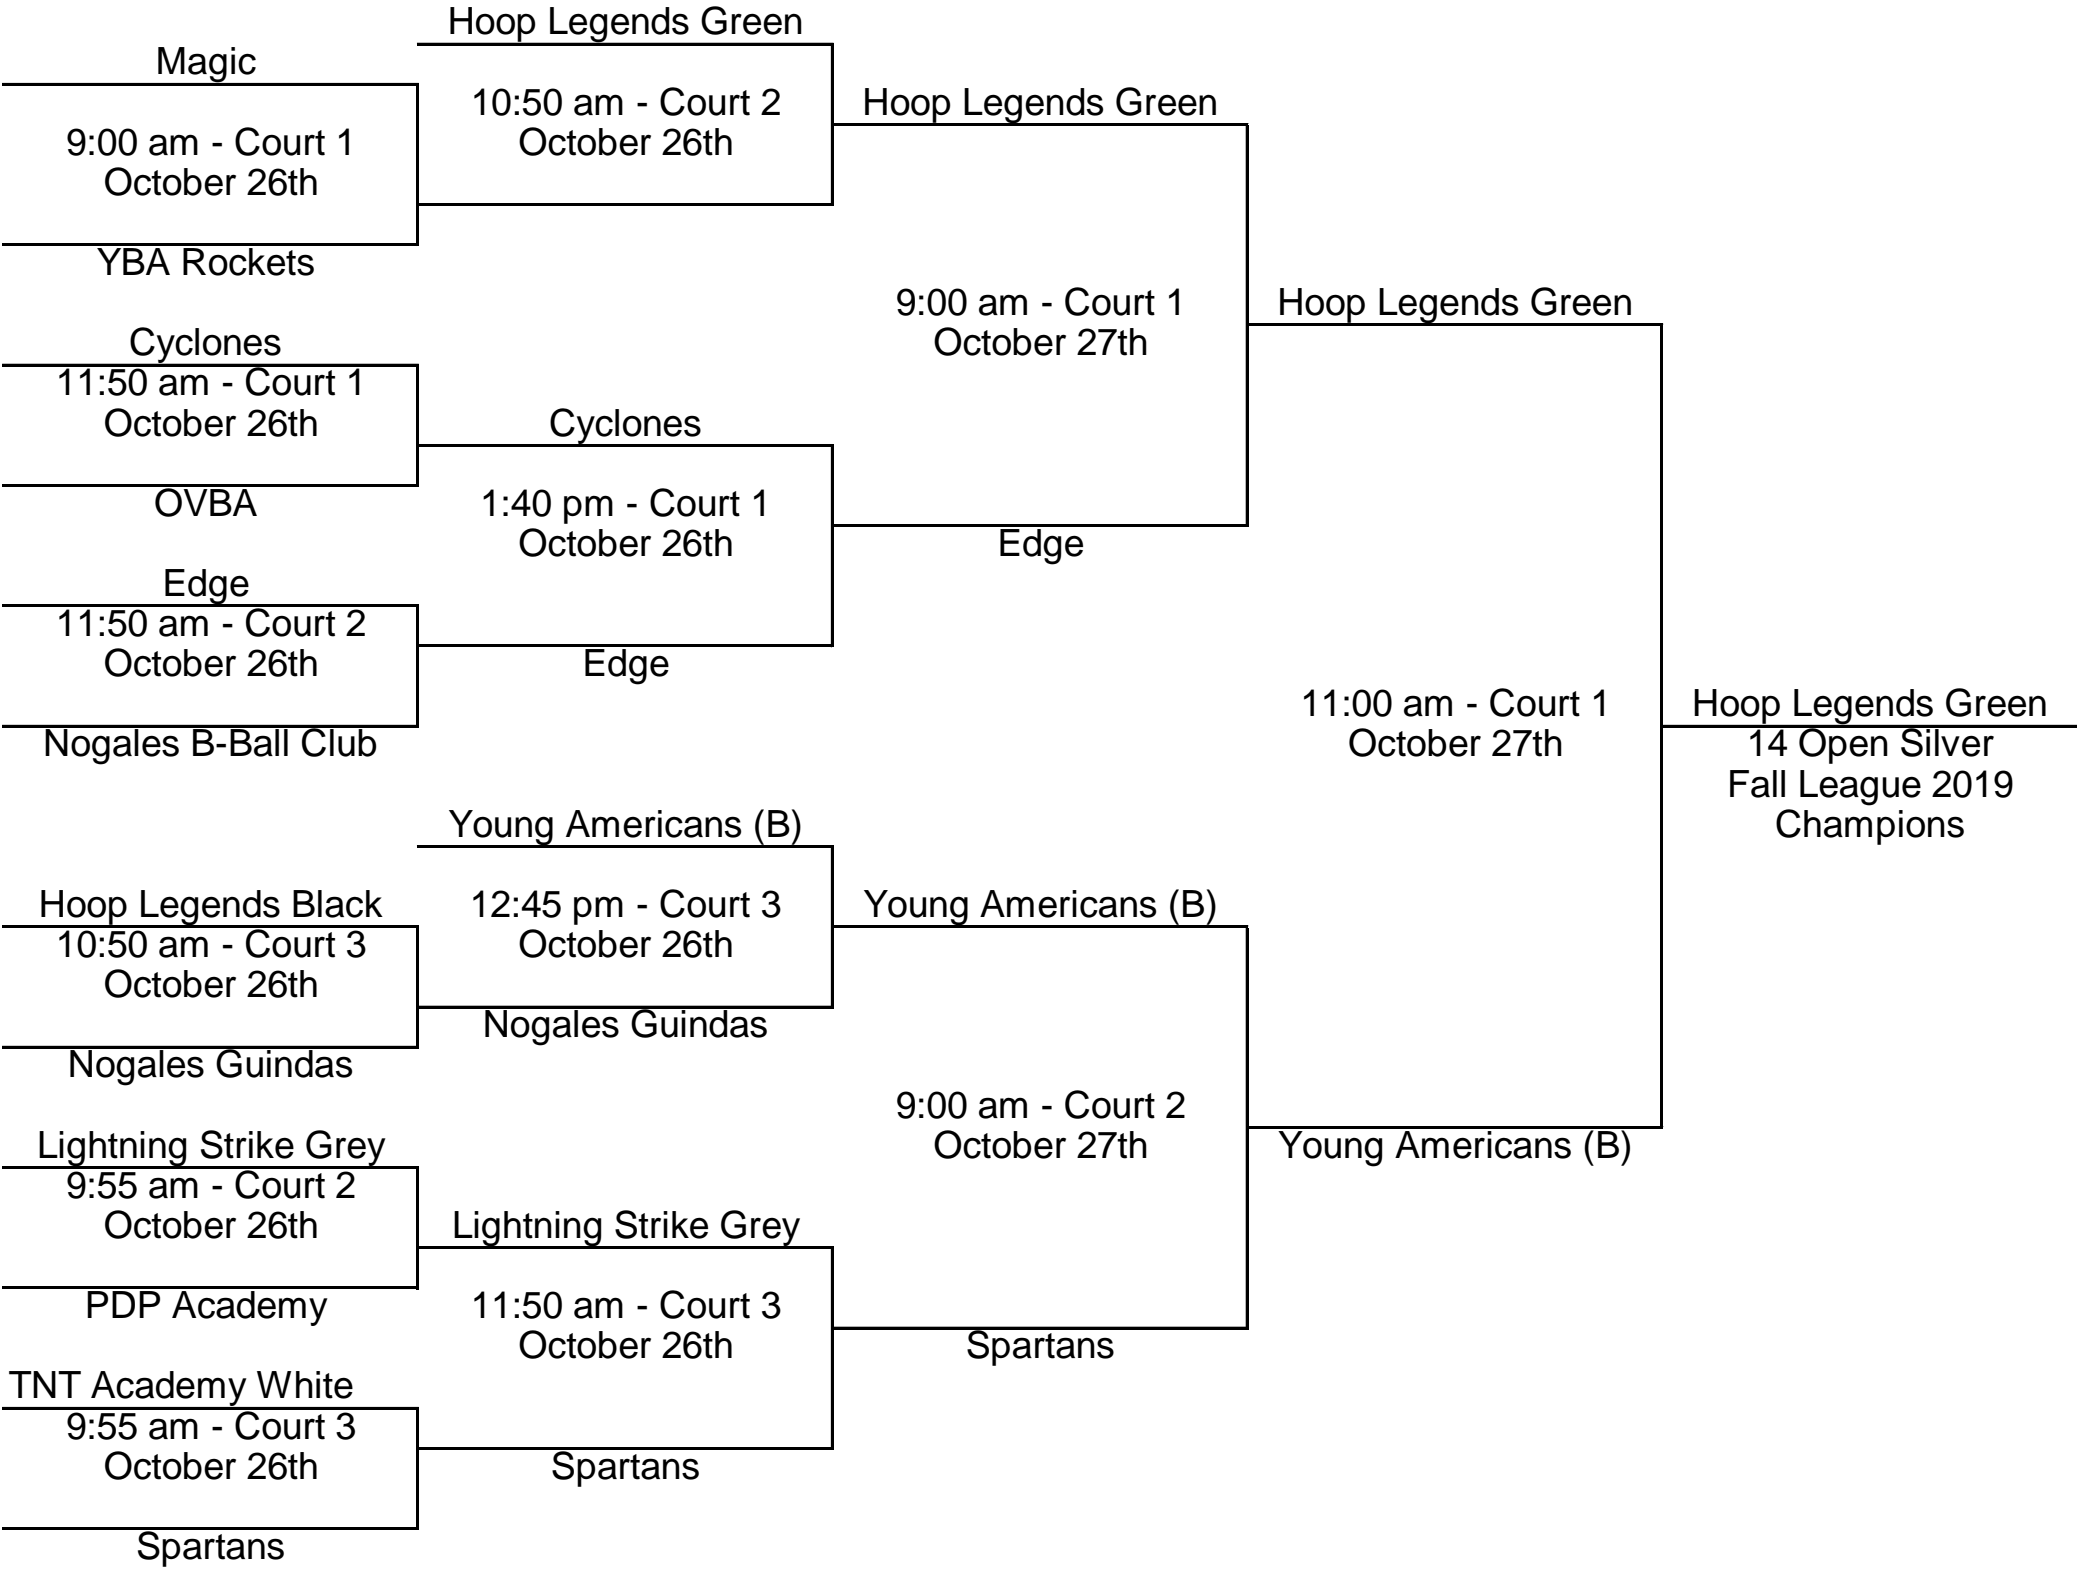 Hoop Legends Green
Magic
10:50 am - Court 2
October 26th
Hoop Legends Green
9:00 am - Court 1
October 26th
YBA Rockets
9:00 am - Court 1
October 27th
Hoop Legends Green
Cyclones
11:50 am - Court 1
October 26th
Cyclones
OVBA
1:40 pm - Court 1
October 26th
Edge
Edge
11:50 am - Court 2
October 26th
Edge
Nogales B-Ball Club
11:00 am - Court 1
October 27th
Hoop Legends Green
14 Open Silver
Fall League 2019
Champions
Young Americans (B)
Hoop Legends Black
10:50 am - Court 3
October 26th
12:45 pm - Court 3
October 26th
Young Americans (B)
Nogales Guindas
Nogales Guindas
9:00 am - Court 2
October 27th
Young Americans (B)
Lightning Strike Grey
9:55 am - Court 2
October 26th
Lightning Strike Grey
PDP Academy
11:50 am - Court 3
October 26th
Spartans
TNT Academy White
9:55 am - Court 3
October 26th
Spartans
Spartans